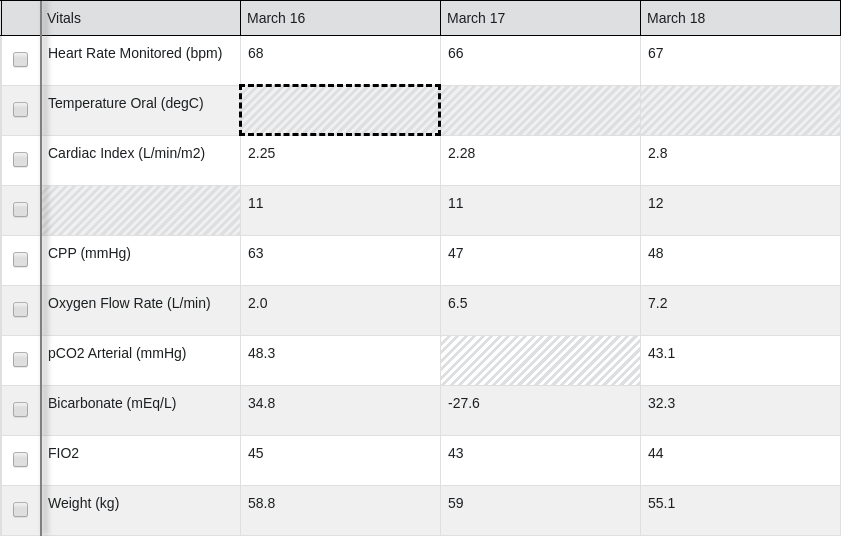 Vitals March 16 March 17 March 18
Heart Rate Monitored (bpm) 68 66 67
Temperature Oral (degC)
Cardiac Index (L/min/m2) 2.25 2.28 2.8
11 11 12
CPP (mmHg) 63 47 48
Oxygen Flow Rate (L/min) 2.0 6.5 7.2
pCO2 Arterial (mmHg) 48.3 43.1
Bicarbonate (mEq/L) 34.8 -27.6 32.3
FIO2 45 43 44
Weight (kg) 58.8 59 55.1